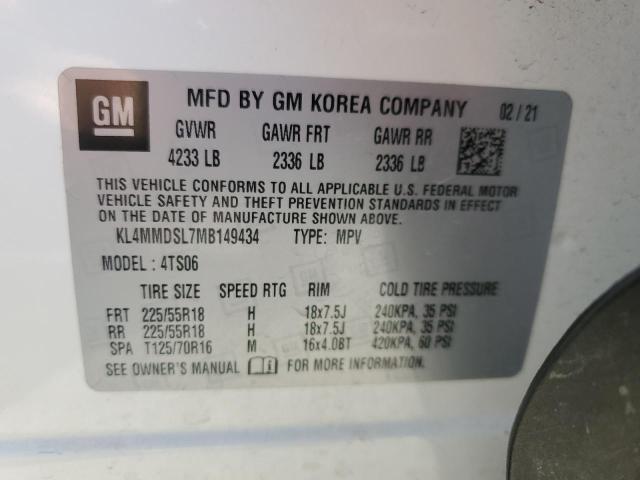 GM MFD BY GM KOREA COMPANY 02/21
GVWR GAWR FRT GAWR RR
4233 LB 2336 LB 2336 LB
THIS VEHICLE CONFORMS TO ALL APPLICABLE U.S. FEDERAL MOTOR
VEHICLE SAFETY AND THEFT PREVENTION STANDARDS IN EFFECT
ON THE DATE OF MANUFACTURE SHOWN ABOVE.
KL4MMDSL7MB149434 TYPE: MPV
MODEL: 4TS06
TIRE SIZE SPEED RTG RIM COLD TIRE PRESSURE
FRT 225/55R18 H 18x7.5J 240KPA, 35 PSI
RR 225/55R18 H 18x7.5J 240KPA, 35 PSI
SPA T125/70R16 M 16x4.0BT 420KPA, 60 PSI
SEE OWNER'S MANUAL FOR MORE INFORMATION.